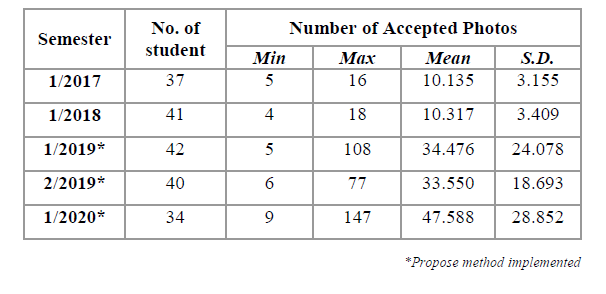 Semester No. of student Number of Accepted Photos
Min Max Mean S.D.
1/2017 37 5 16 10.135 3.155
1/2018 41 4 18 10.317 3.409
1/2019* 42 5 108 34.476 24.078
2/2019* 40 6 77 33.550 18.693
1/2020* 34 9 147 47.588 28.852
*Propose method implemented